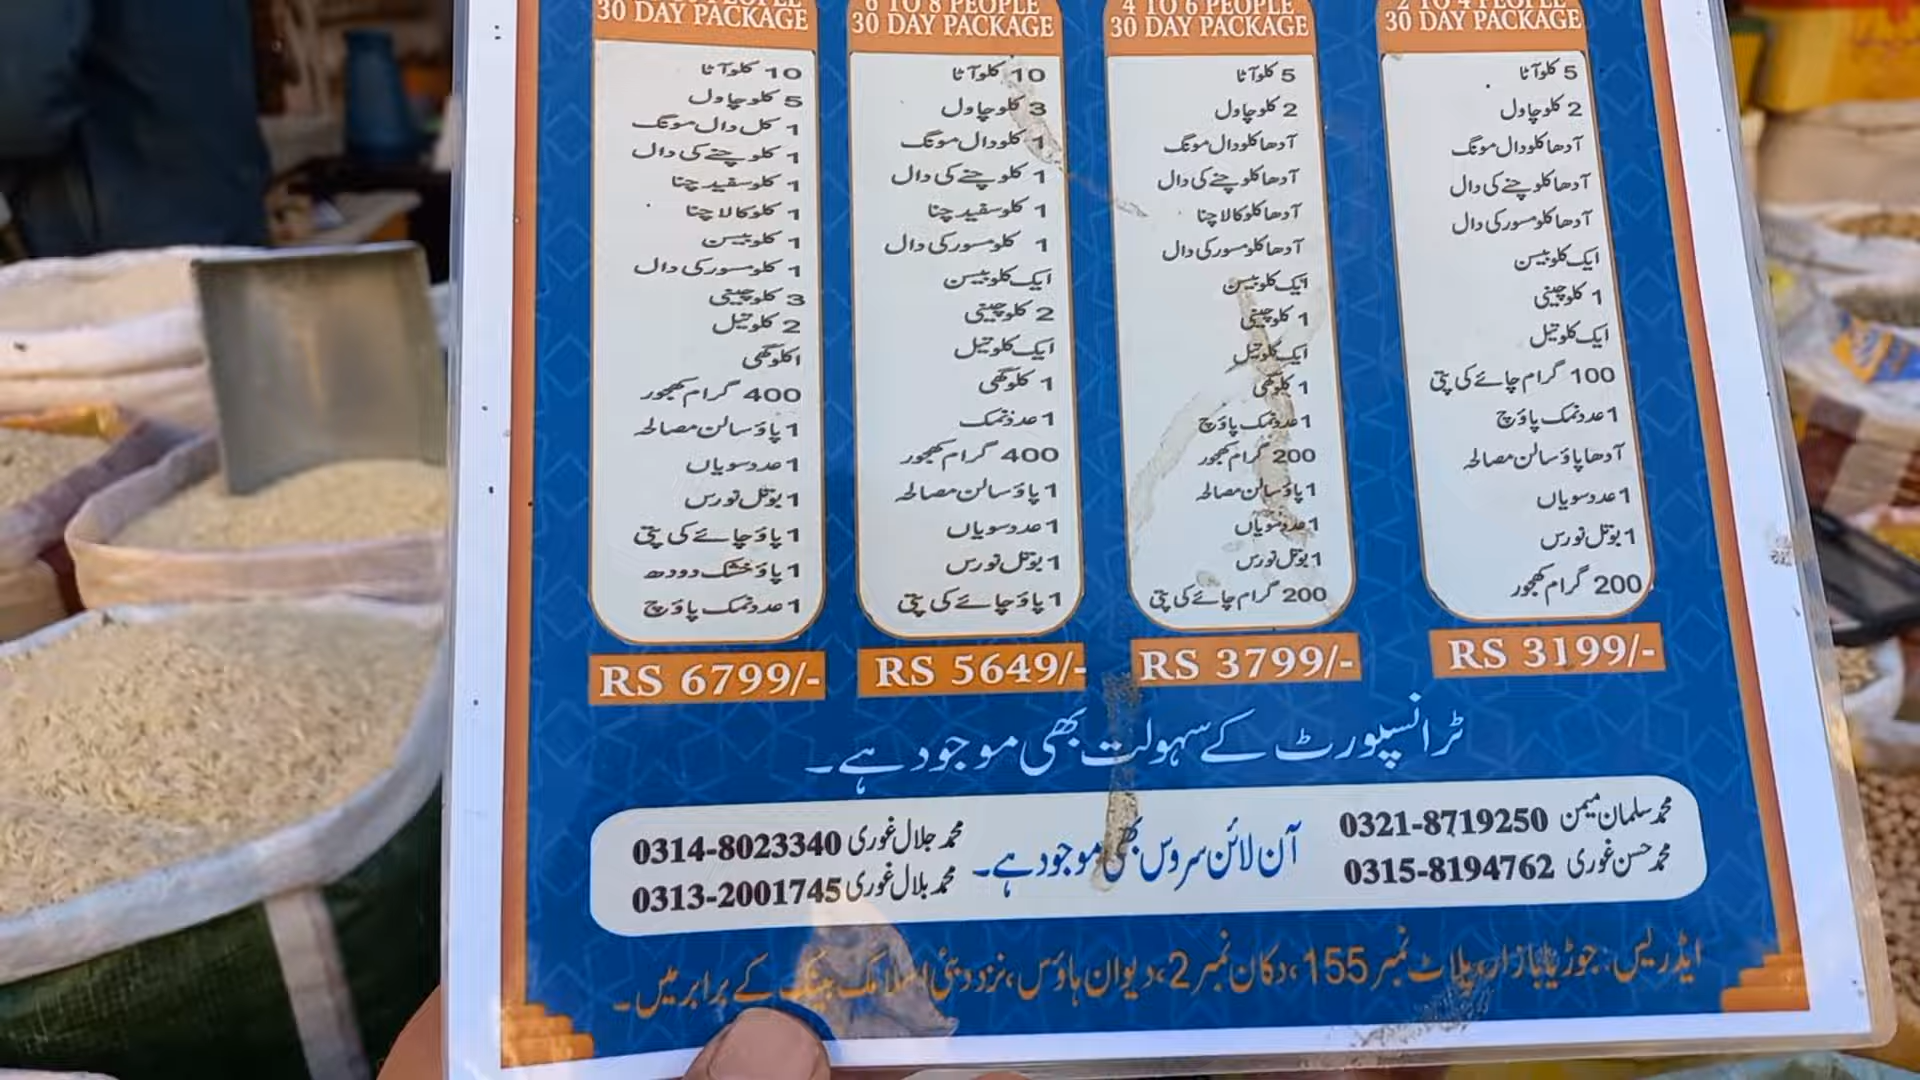 30 DAY PACKAGE
10 کلو آٹا
5 کلو چاول
1 کل دال مونگ
1 کلو چنے کی دال
1 کلو سفید چنا
1 کلو کالا چنا
1 کلو بیسن
1 کلو مسور کی دال
3 کلو چینی
2 کلو تیل
1کلو گھی
400 گرام کھجور
1 پاؤ سالن مصالحہ
1 عدد سویاں
1 بوتل نورس
1 پاؤ چائے کی پتی
1 پاؤ خشک دودھ
1 عدد نمک پاؤچ
RS 6799/-
6 TO 8 PEOPLE
30 DAY PACKAGE
10 کلو آٹا
3 کلو چاول
1 کلو دال مونگ
1 کلو چنے کی دال
1 کلو سفید چنا
1 کلو مسور کی دال
ایک کلو بیسن
2 کلو چینی
ایک کلو تیل
1 کلو گھی
1 عدد نمک
400 گرام کھجور
1 پاؤ سالن مصالحہ
1 عدد سویاں
1 بوتل نورس
1 پاؤ چائے کی پتی
RS 5649/-
4 TO 6 PEOPLE
30 DAY PACKAGE
5 کلو آٹا
2 کلو چاول
آدھا کلو دال مونگ
آدھا کلو چنے کی دال
آدھا کلو کالا چنا
آدھا کلو مسور کی دال
ایک کلو بیسن
1 کلو چینی
ایک کلو تیل
1 کلو گھی
1 عدد نمک پاؤچ
200 گرام کھجور
1 پاؤ سالن مصالحہ
1 عدد سویاں
1 بوتل نورس
200 گرام چائے کی پتی
RS 3799/-
2 TO 4 PEOPLE
30 DAY PACKAGE
5 کلو آٹا
2 کلو چاول
آدھا کلو دال مونگ
آدھا کلو چنے کی دال
آدھا کلو مسور کی دال
ایک کلو بیسن
1 کلو چینی
ایک کلو تیل
100 گرام چائے کی پتی
1 عدد نمک پاؤچ
آدھا پاؤ سالن مصالحہ
1 عدد سویاں
1 بوتل نورس
200 گرام کھجور
RS 3199/-
ٹرانسپورٹ کے سہولت بھی موجود ہے۔
محمد سلمان میمن 0321-8719250
محمد حسن غوری 0315-8194762
آن لائن سروس بھی موجود ہے۔
محمد جلال غوری 0314-8023340
محمد بلال غوری 0313-2001745
ایڈریس: جوڑیا بازار، پلاٹ نمبر 155، دکان نمبر 2، دیوان ہاؤس، نزد دبئی اسلامک بینک کے برابر میں۔